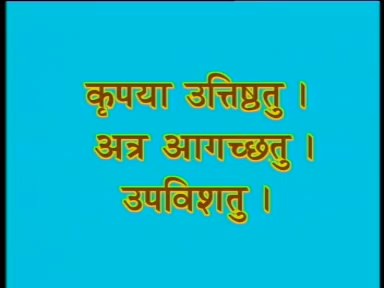 कृपया उत्तिष्ठतु ।
अत्र आगच्छतु ।
उपविशतु ।